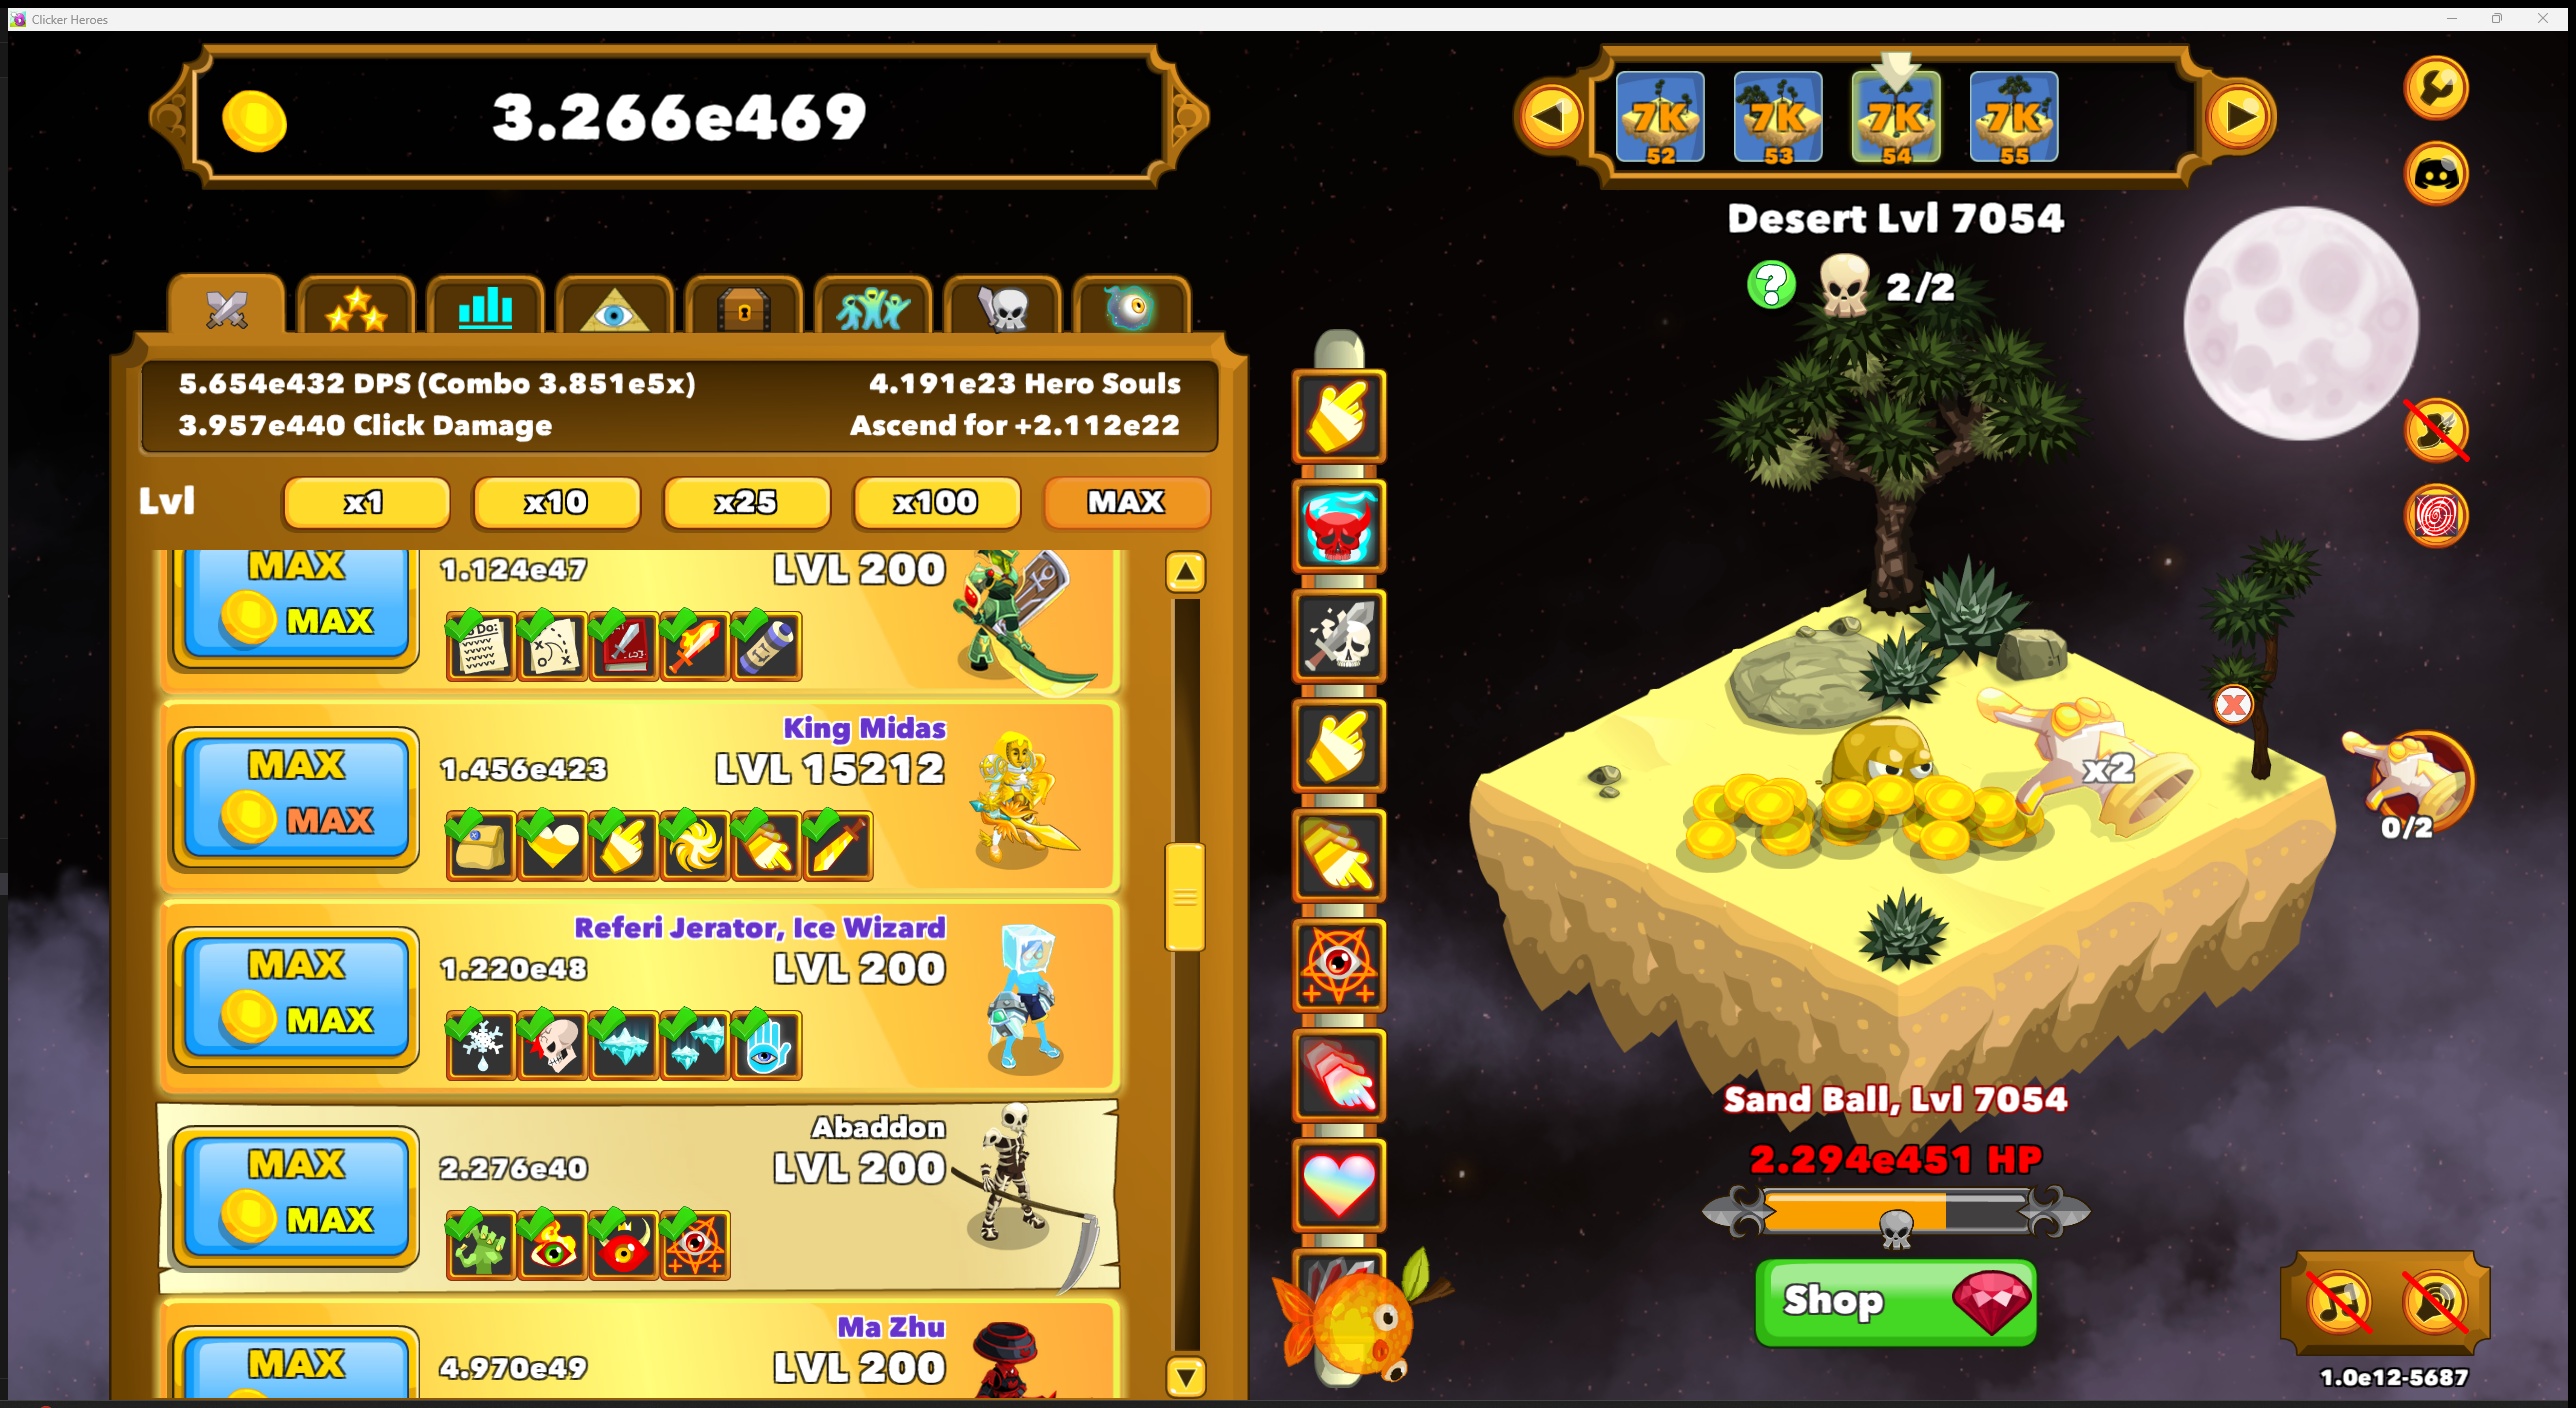 Clicker Heroes
3.266e469
7K
52
7K
53
7K
54
7K
55
Desert Lvl 7054
2/2
5.654e432 DPS (Combo 3.851e5x)
4.191e23 Hero Souls
3.957e440 Click Damage
Ascend for +2.112e22
Lvl
x1
x10
x25
x100
MAX
MAX
MAX
1.124e47
LVL 200
Do:
MAX
MAX
1.456e423
King Midas
LVL 15212
MAX
MAX
1.220e48
Referi Jerator, Ice Wizard
LVL 200
MAX
MAX
2.276e40
Abaddon
LVL 200
MAX
4.970e49
Ma Zhu
LVL 200
x2
0/2
Sand Ball, Lvl 7054
2.294e451 HP
Shop
1.0e12-5687